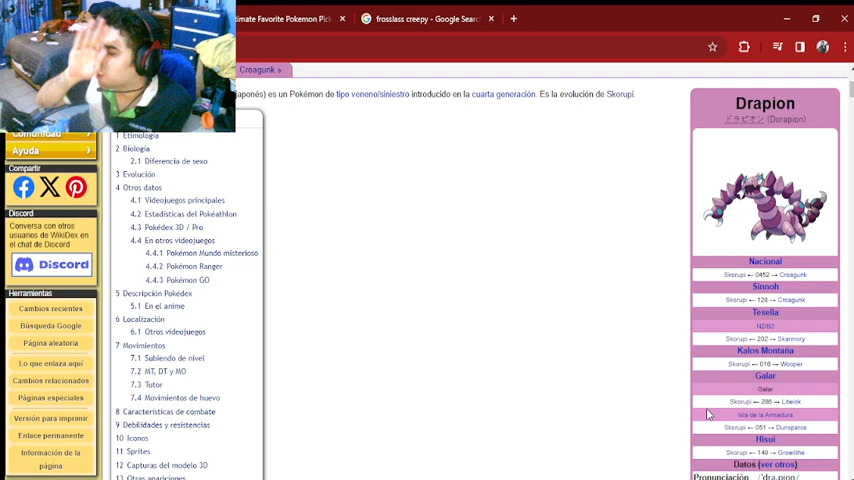 timate Favorite Pokemon Pick
frosslass creepy - Google Searc
Croagunk »
japonés) es un Pokémon de tipo veneno/siniestro introducido en la cuarta generación. Es la evolución de Skorupi.
Comunidad
Ayuda
Compartir
Discord
Conversa con otros
usuarios de WikiDex en
el chat de Discord
Discord
Herramientas
Cambios recientes
Búsqueda Google
Página aleatoria
Lo que enlaza aquí
Cambios relacionados
Páginas especiales
Versión para imprimir
Enlace permanente
Información de la
página
1 Etimología
2 Biología
2.1 Diferencia de sexo
3 Evolución
4 Otros datos
4.1 Videojuegos principales
4.2 Estadísticas del Pokéathlon
4.3 Pokédex 3D / Pro
4.4 En otros videojuegos
4.4.1 Pokémon Mundo misterioso
4.4.2 Pokémon Ranger
4.4.3 Pokémon GO
5 Descripción Pokédex
5.1 En el anime
6 Localización
6.1 Otros videojuegos
7 Movimientos
7.1 Subiendo de nivel
7.2 MT, DT y MO
7.3 Tutor
7.4 Movimientos de huevo
8 Características de combate
9 Debilidades y resistencias
10 Iconos
11 Sprites
12 Capturas del modelo 3D
13 Otras apariciones
Drapion
ドラピオン (Dorapion)
Nacional
Skorupi ← 0452 → Croagunk
Sinnoh
Skorupi ← 128 → Croagunk
Teselia
N2/B2
Skorupi ← 202 → Skarmory
Kalos Montaña
Skorupi ← 016 → Wooper
Galar
Galar
Skorupi ← 286 → Litwick
Isla de la Armadura
Skorupi ← 051 → Dunsparce
Hisui
Skorupi ← 149 → Growlithe
Datos (ver otros)
Pronunciación /ˈdra.pion/